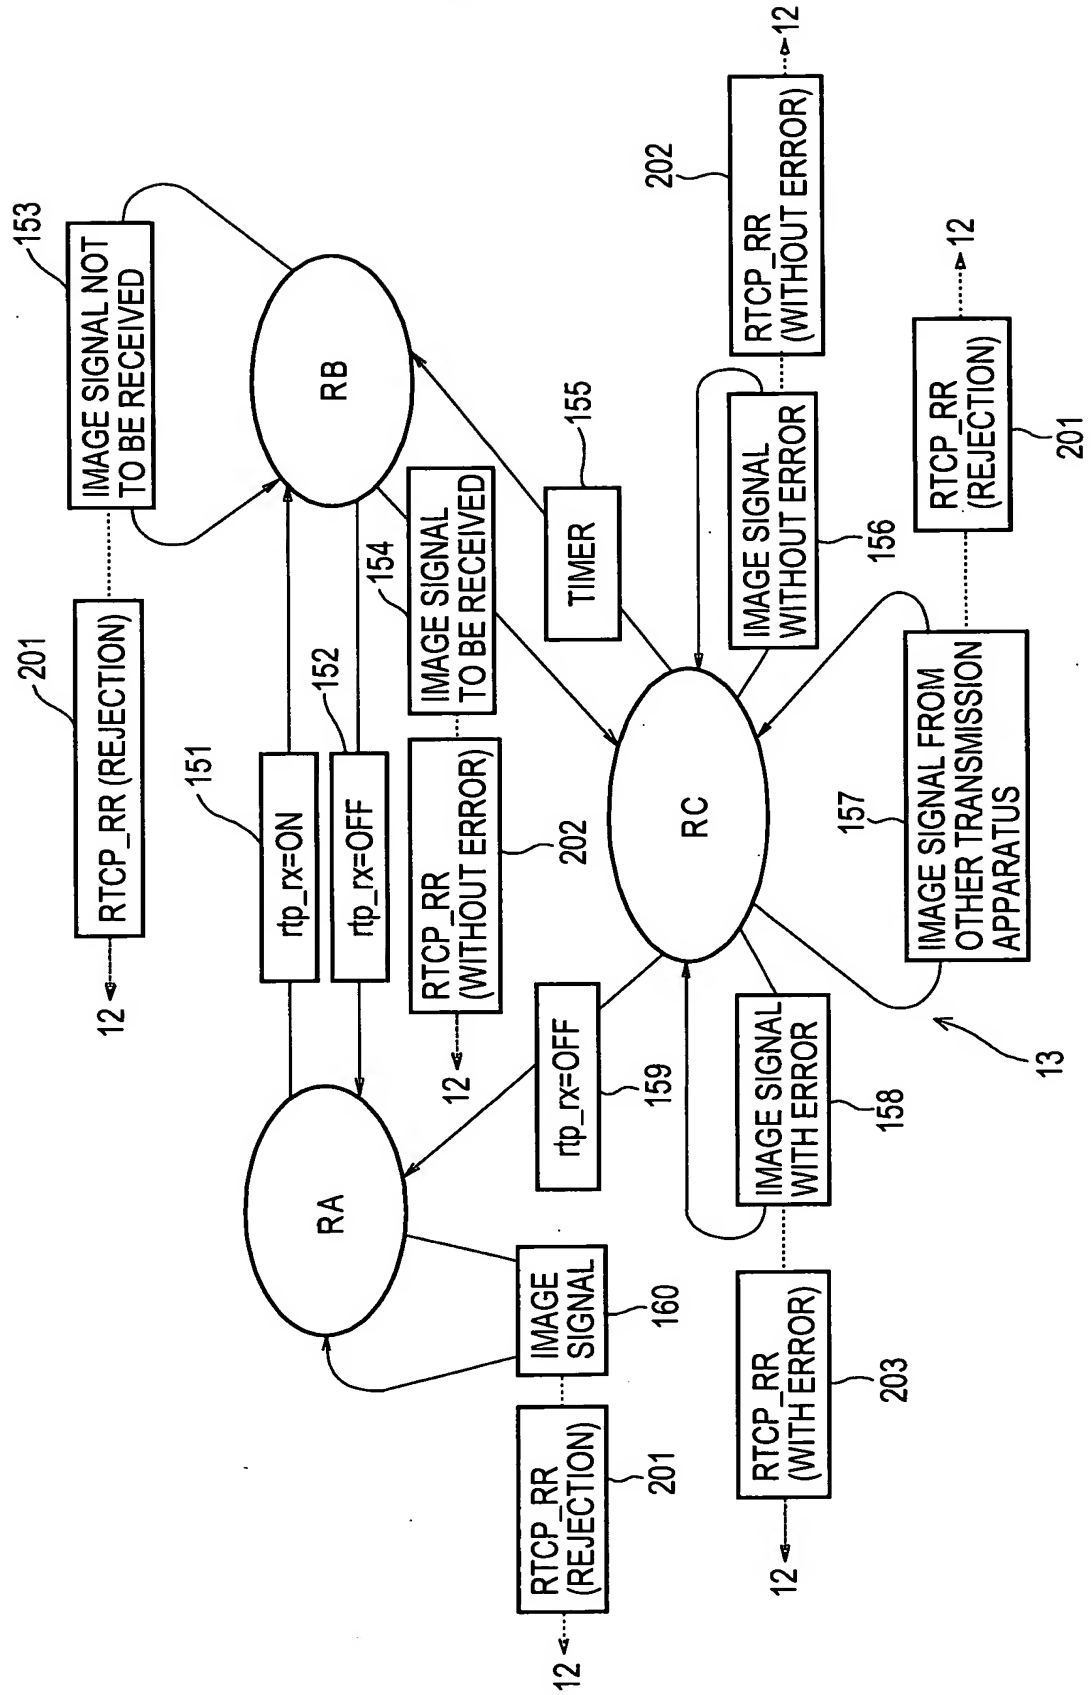 153
IMAGE SIGNAL NOT
TO BE RECEIVED
201
RTCP_RR (REJECTION)
12
151
rtp_rx=ON
152
rtp_rx=OFF
RA
RB
154
IMAGE SIGNAL
TO BE RECEIVED
RTCP_RR
(WITHOUT ERROR)
202
12
155
TIMER
159
rtp_rx=OFF
160
IMAGE
SIGNAL
RTCP_RR
(REJECTION)
201
12
RC
202
RTCP_RR
(WITHOUT ERROR)
12
IMAGE SIGNAL
WITHOUT ERROR
156
IMAGE SIGNAL
WITH ERROR
158
RTCP_RR
(WITH ERROR)
203
12
157
IMAGE SIGNAL FROM
OTHER TRANSMISSION
APPARATUS
RTCP_RR
(REJECTION)
201
12
13